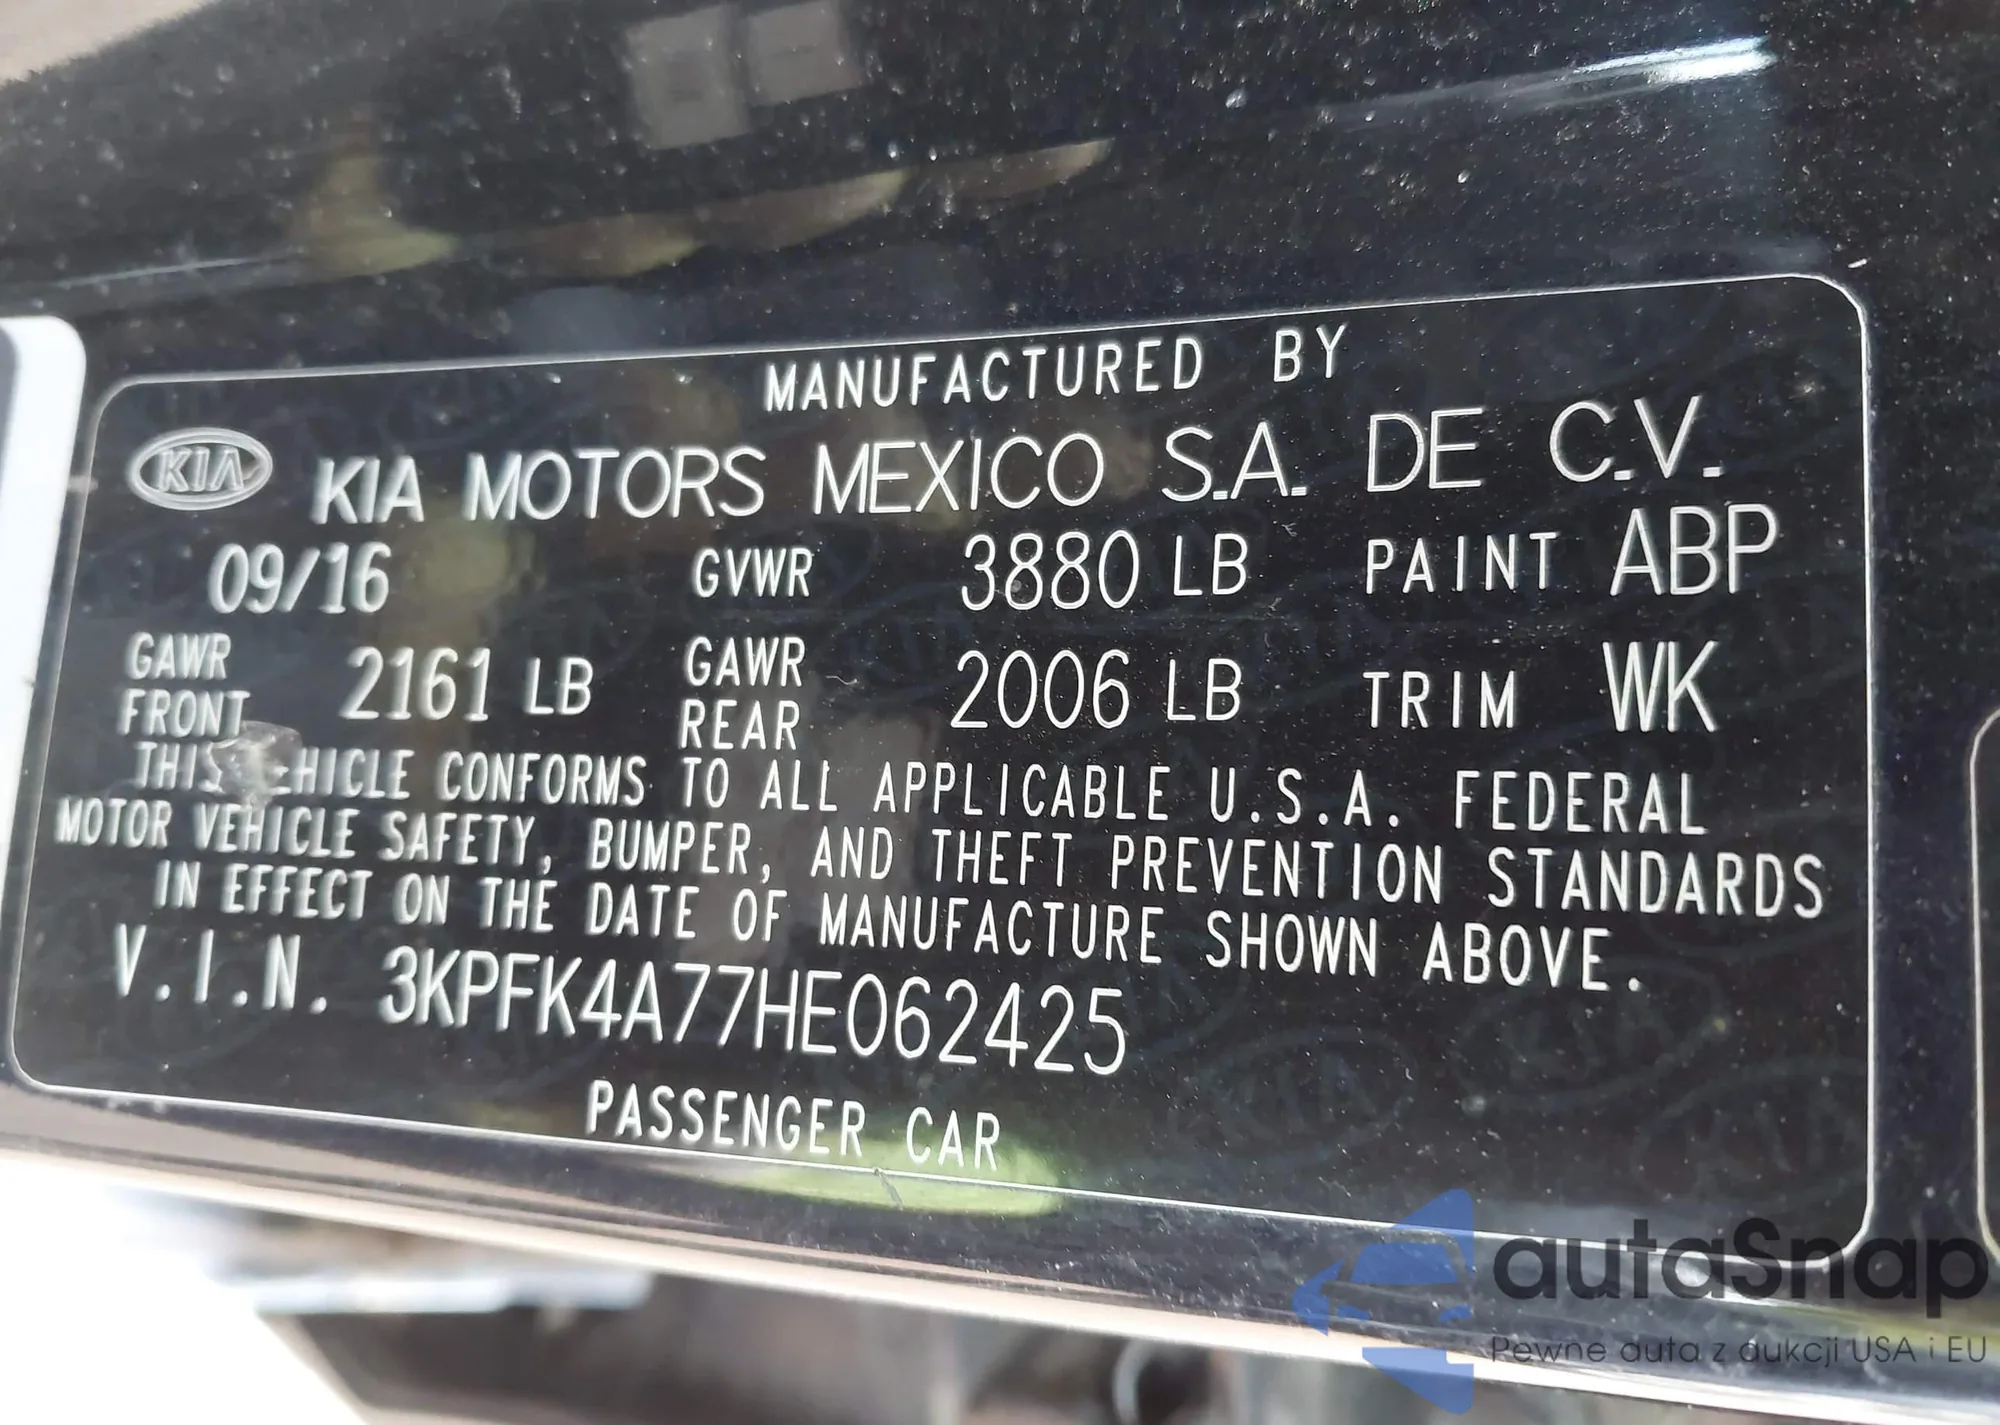 MANUFACTURED BY
KIA KIA MOTORS MEXICO S.A. DE C.V.
09/16 GVWR 3880 LB PAINT ABP
GAWR FRONT 2161 LB GAWR REAR 2006 LB TRIM WK
THIS VEHICLE CONFORMS TO ALL APPLICABLE U.S.A. FEDERAL
MOTOR VEHICLE SAFETY, BUMPER, AND THEFT PREVENTION STANDARDS
IN EFFECT ON THE DATE OF MANUFACTURE SHOWN ABOVE.
V.I.N. 3KPFK4A77HE062425
PASSENGER CAR
autaSnap
Pewne auta z aukcji USA i EU